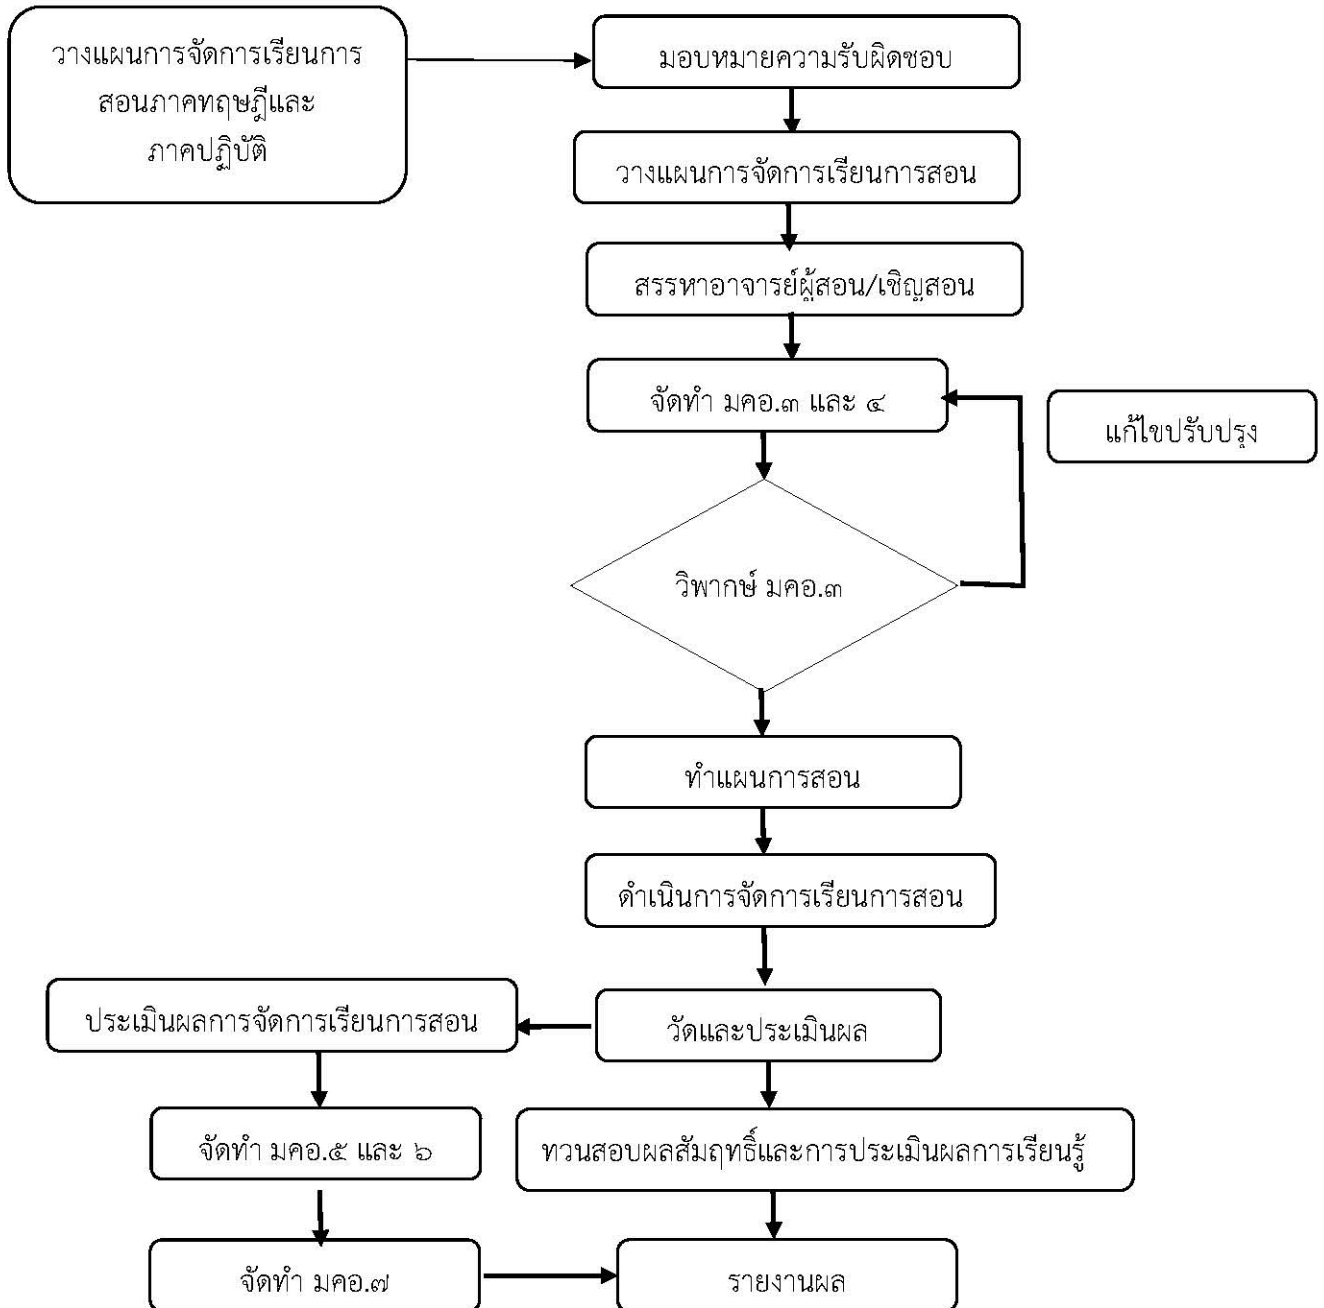 วางแผนการจัดการเรียนการ
สอนภาคทฤษฎีและ
ภาคปฏิบัติ
มอบหมายความรับผิดชอบ
วางแผนการจัดการเรียนการสอน
สรรหาอาจารย์ผู้สอน/เชิญสอน
จัดทำ มคอ.๓ และ ๔
แก้ไขปรับปรุง
วิพากษ์ มคอ.๓
ทำแผนการสอน
ดำเนินการจัดการเรียนการสอน
ประเมินผลการจัดการเรียนการสอน
วัดและประเมินผล
จัดทำ มคอ.๕ และ ๖
ทวนสอบผลสัมฤทธิ์และการประเมินผลการเรียนรู้
จัดทำ มคอ.๗
รายงานผล